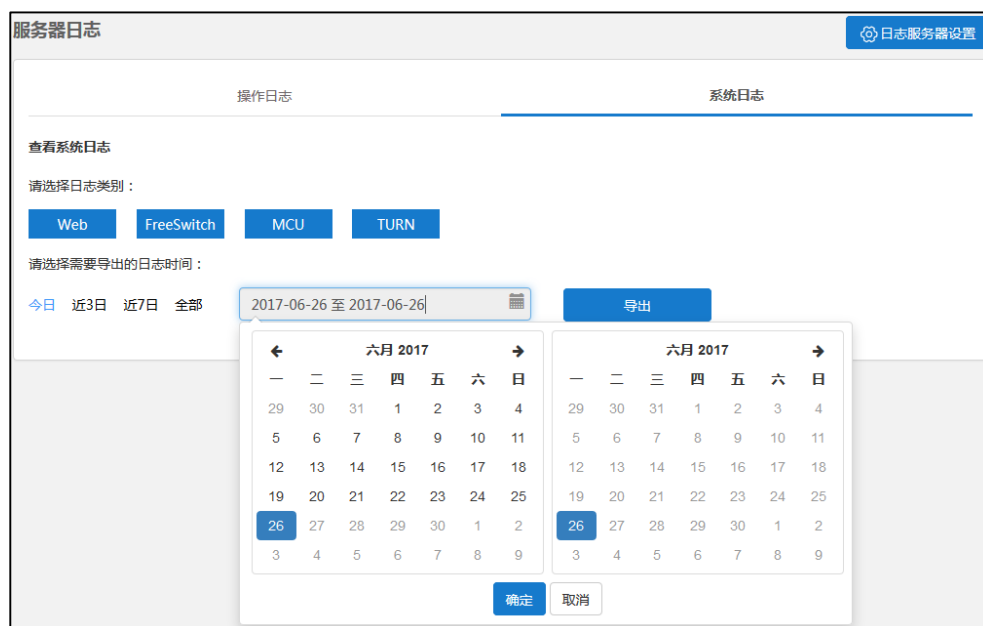 服务器日志
日志服务器设置
操作日志 系统日志
查看系统日志
请选择日志类别：
Web FreeSwitch MCU TURN
请选择需要导出的日志时间：
今日 近3日 近7日 全部 2017-06-26 至 2017-06-26 导出
六月 2017 六月 2017
一 二 三 四 五 六 日 一 二 三 四 五 六 日
29 30 31 1 2 3 4 29 30 31 1 2 3 4
5 6 7 8 9 10 11 5 6 7 8 9 10 11
12 13 14 15 16 17 18 12 13 14 15 16 17 18
19 20 21 22 23 24 25 19 20 21 22 23 24 25
26 27 28 29 30 1 2 26 27 28 29 30 1 2
3 4 5 6 7 8 9 3 4 5 6 7 8 9
确定 取消